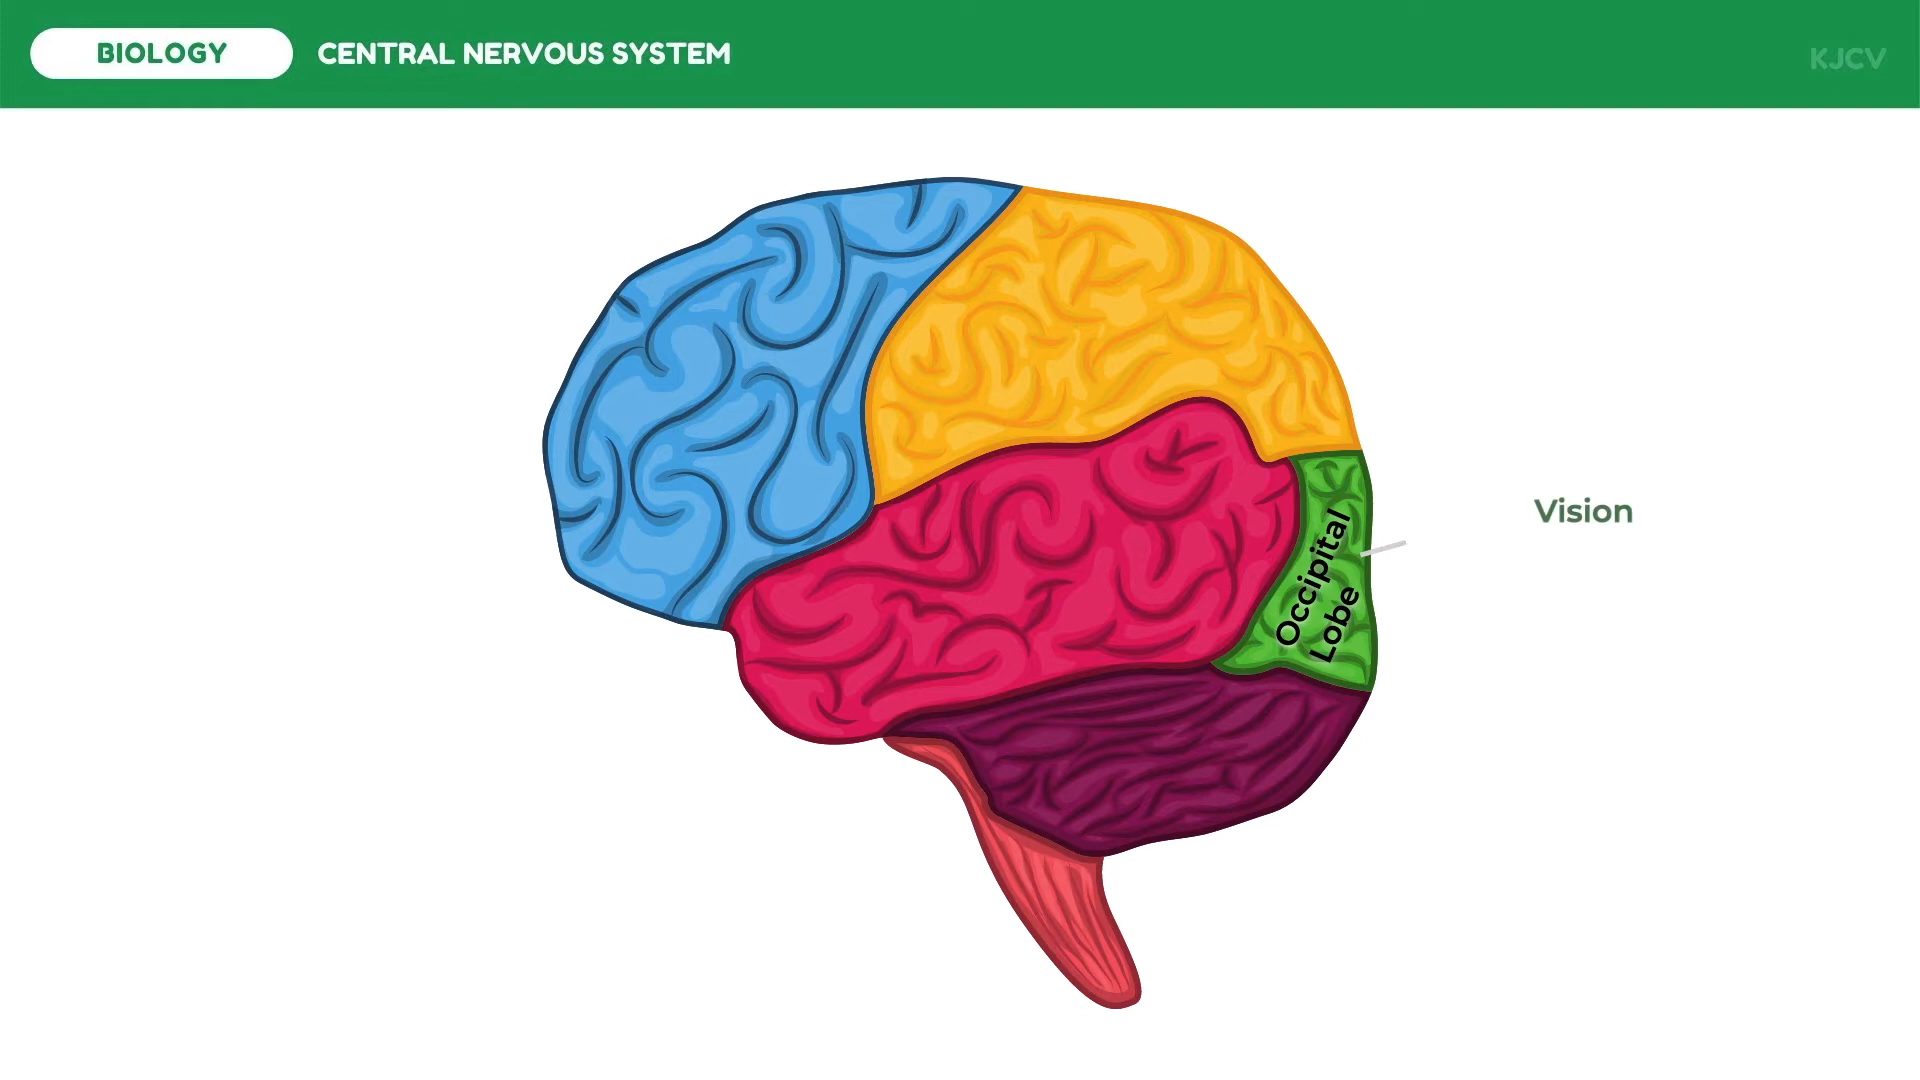 BIOLOGY
CENTRAL NERVOUS SYSTEM
KJCV
Vision
Occipital
Lobe